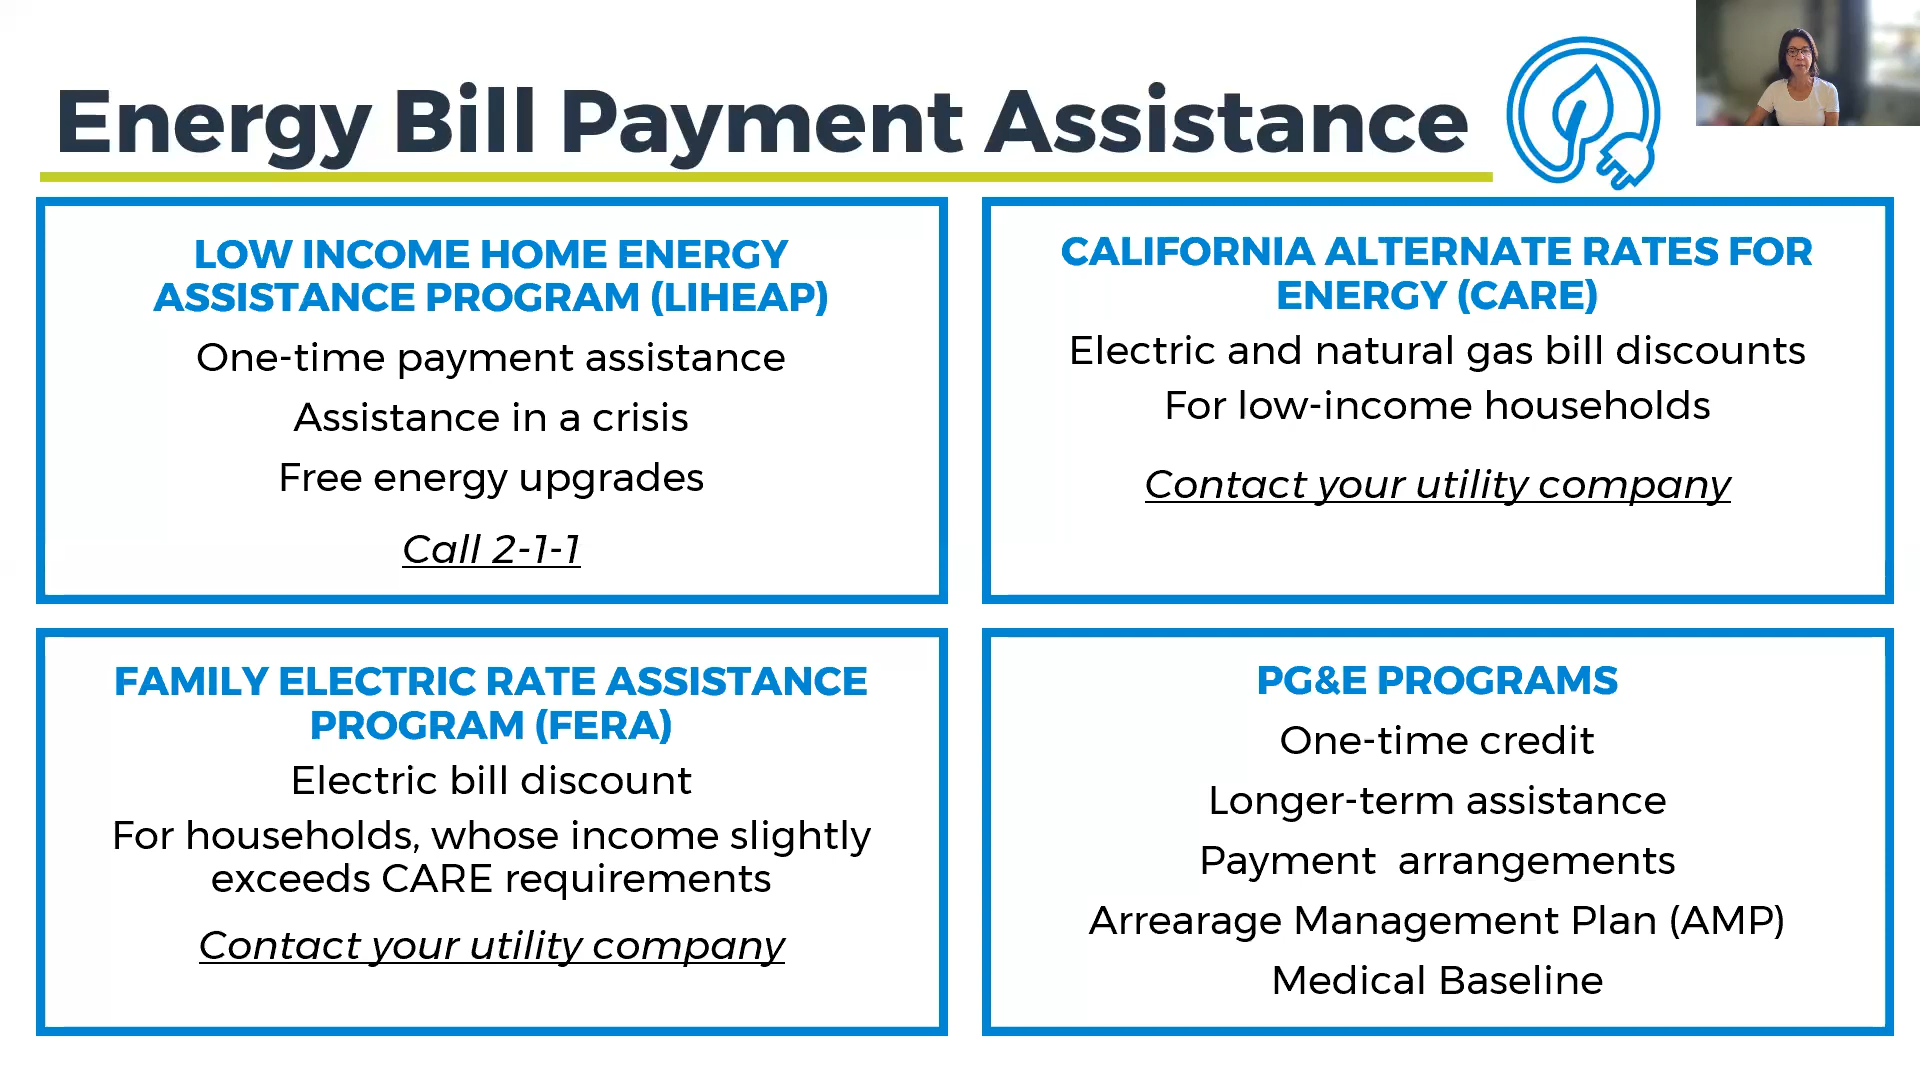 Energy Bill Payment Assistance
LOW INCOME HOME ENERGY
ASSISTANCE PROGRAM (LIHEAP)
One-time payment assistance
Assistance in a crisis
Free energy upgrades
Call 2-1-1
CALIFORNIA ALTERNATE RATES FOR
ENERGY (CARE)
Electric and natural gas bill discounts
For low-income households
Contact your utility company
FAMILY ELECTRIC RATE ASSISTANCE
PROGRAM (FERA)
Electric bill discount
For households, whose income slightly
exceeds CARE requirements
Contact your utility company
PG&E PROGRAMS
One-time credit
Longer-term assistance
Payment  arrangements
Arrearage Management Plan (AMP)
Medical Baseline